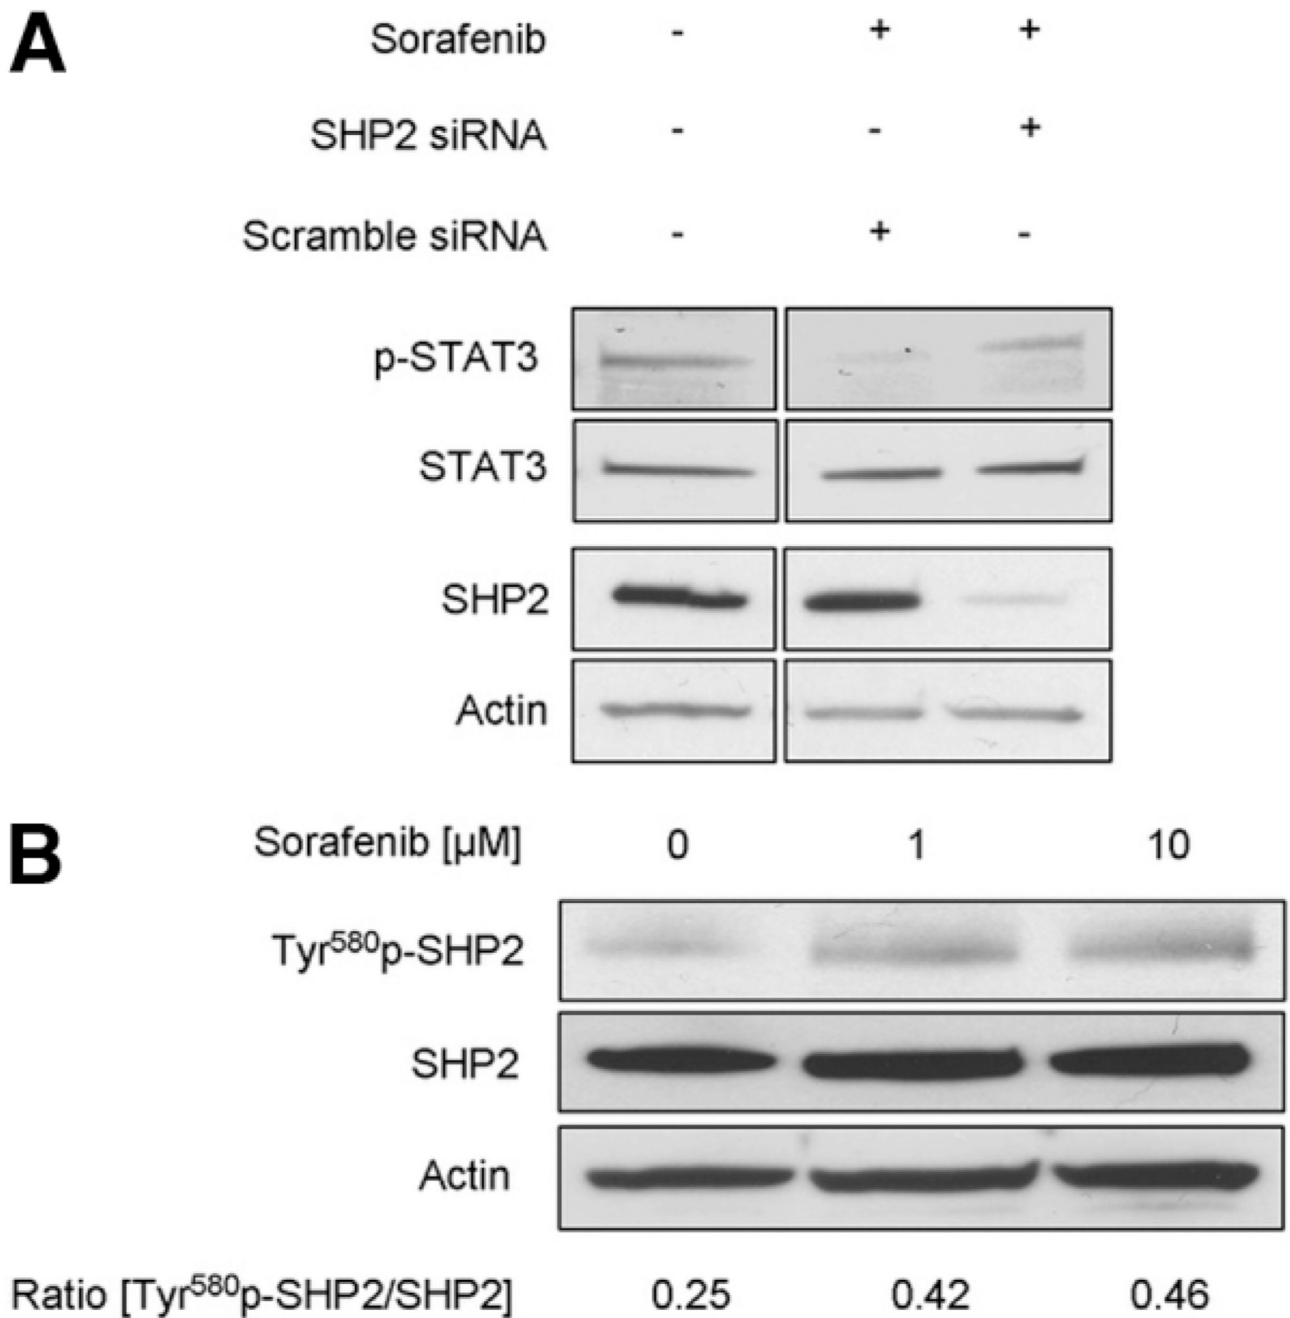 A
Sorafenib - + +
SHP2 siRNA - - +
Scramble siRNA - + -
p-STAT3
STAT3
SHP2
Actin
B
Sorafenib [µM] 0 1 10
Tyr⁵⁸⁰p-SHP2
SHP2
Actin
Ratio [Tyr⁵⁸⁰p-SHP2/SHP2] 0.25 0.42 0.46